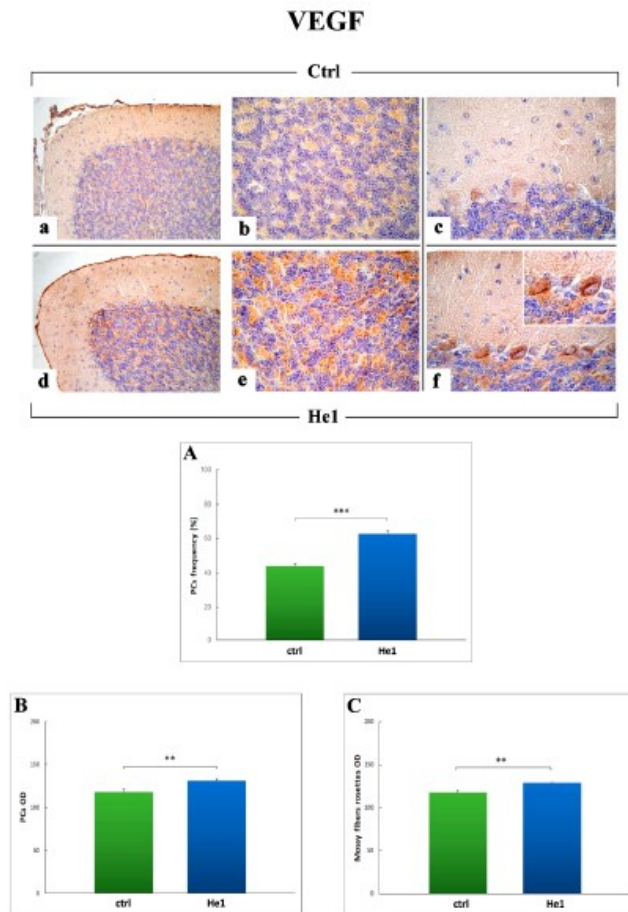 VEGF
Ctrl
a
b
c
d
e
f
He1
A
PCs frequency (%)
100
80
60
40
20
0
***
ctrl
He1
B
PCs OD
200
150
100
50
0
**
ctrl
He1
C
Mossy fibers rosettes OD
200
150
100
50
0
**
ctrl
He1